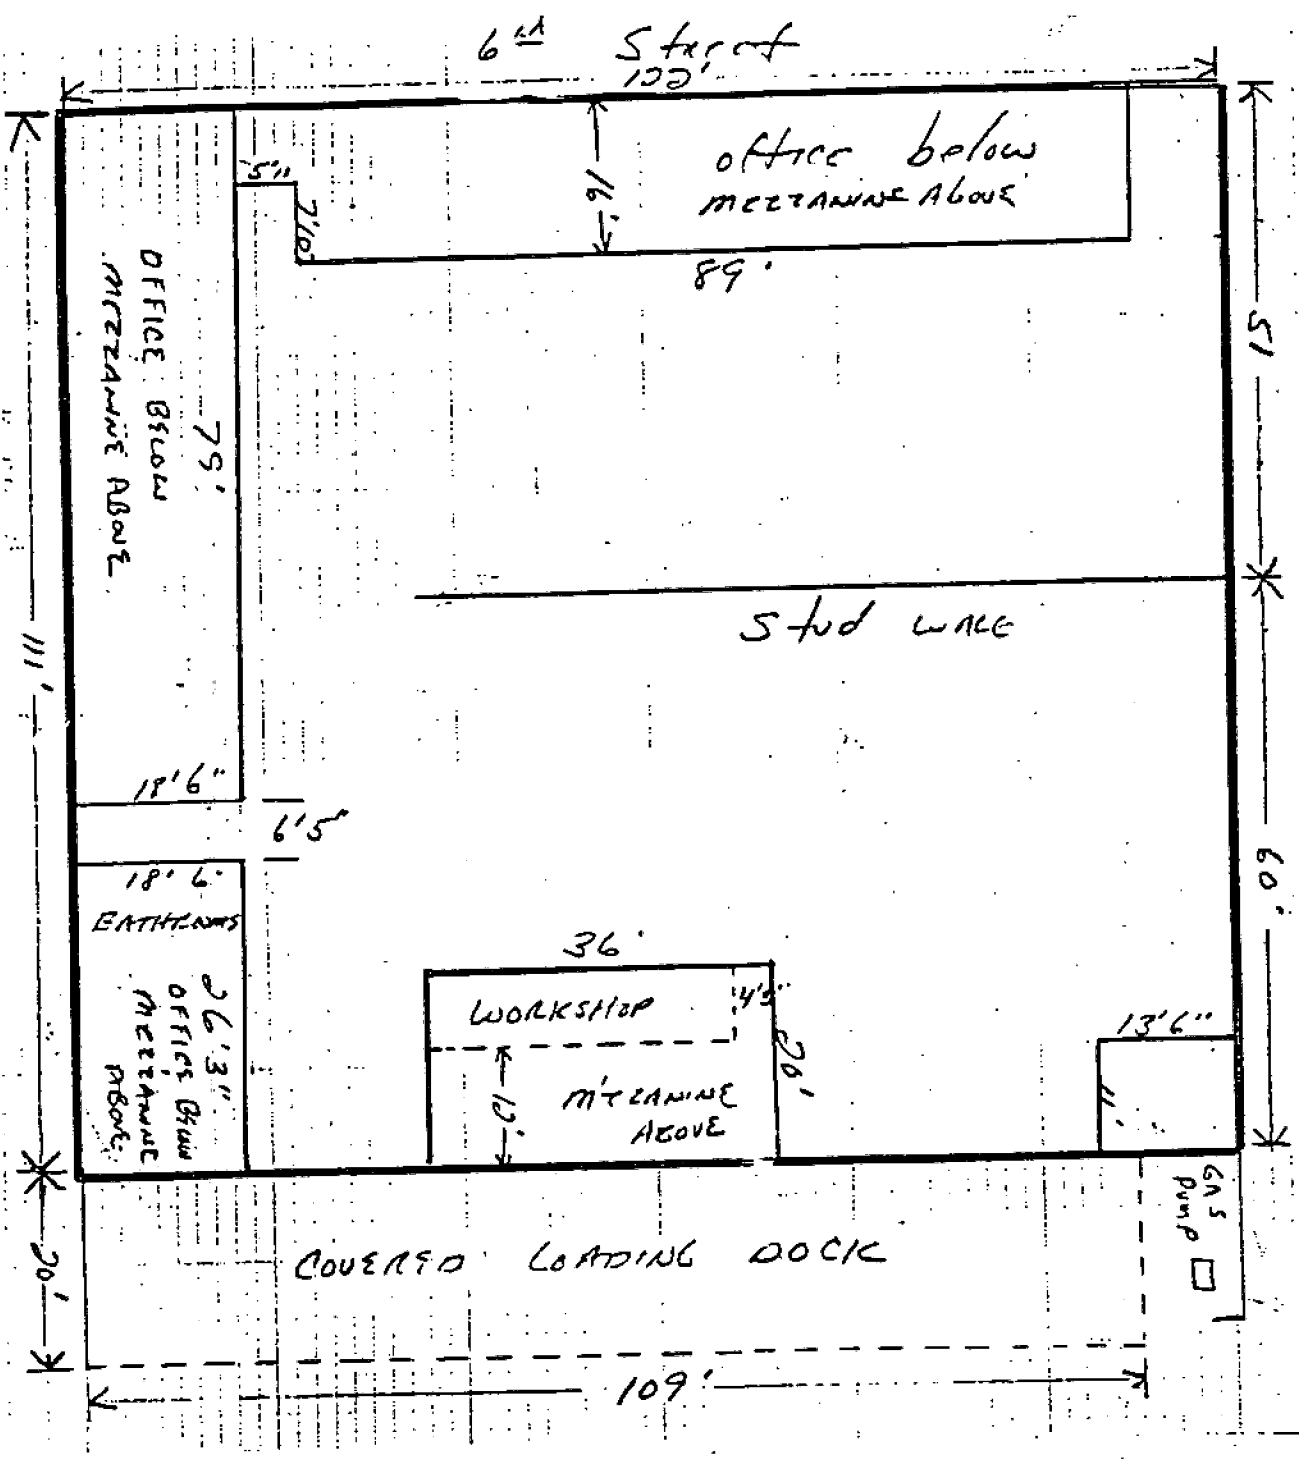 6th Street
122'
office below
MEZZANINE Above
16'
5"
7'10"
89'
51
OFFICE BELOW
MEZZANINE ABOVE
75'
111'
Stud WALL
18'6"
6'5"
18' 6"
BATHROOMS
26'3"
OFFICE BELOW
MEZZANINE
ABOVE
36'
WORKSHOP
4'5"
20'
10'
MEZZANINE
ABOVE
13'6"
11'
60'
GAS
PUMP
20'
COVERED LOADING DOCK
109'